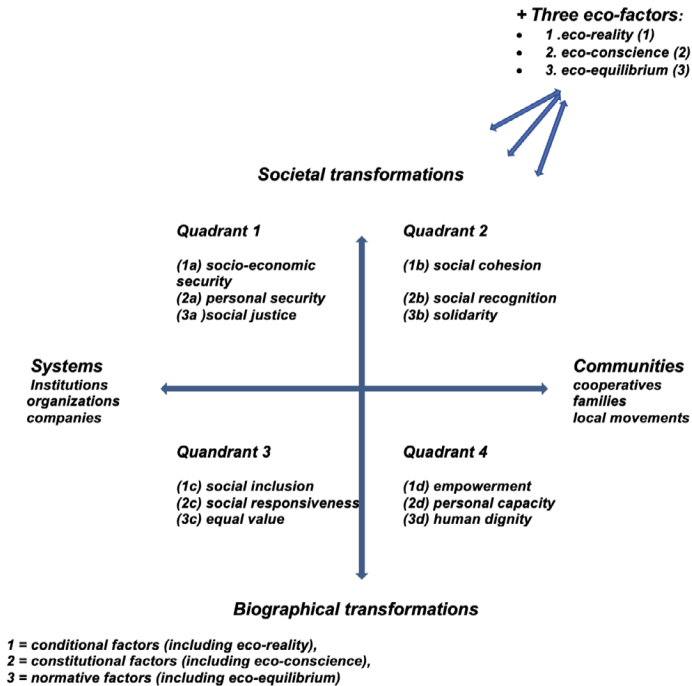 + Three eco-factors:
• 1 .eco-reality (1)
• 2. eco-conscience (2)
• 3. eco-equilibrium (3)
Societal transformations
Quadrant 1
(1a) socio-economic
security
(2a) personal security
(3a )social justice
Quadrant 2
(1b) social cohesion
(2b) social recognition
(3b) solidarity
Systems
Institutions
organizations
companies
Communities
cooperatives
families
local movements
Quandrant 3
(1c) social inclusion
(2c) social responsiveness
(3c) equal value
Quadrant 4
(1d) empowerment
(2d) personal capacity
(3d) human dignity
Biographical transformations
1 = conditional factors (including eco-reality),
2 = constitutional factors (including eco-conscience),
3 = normative factors (including eco-equilibrium)